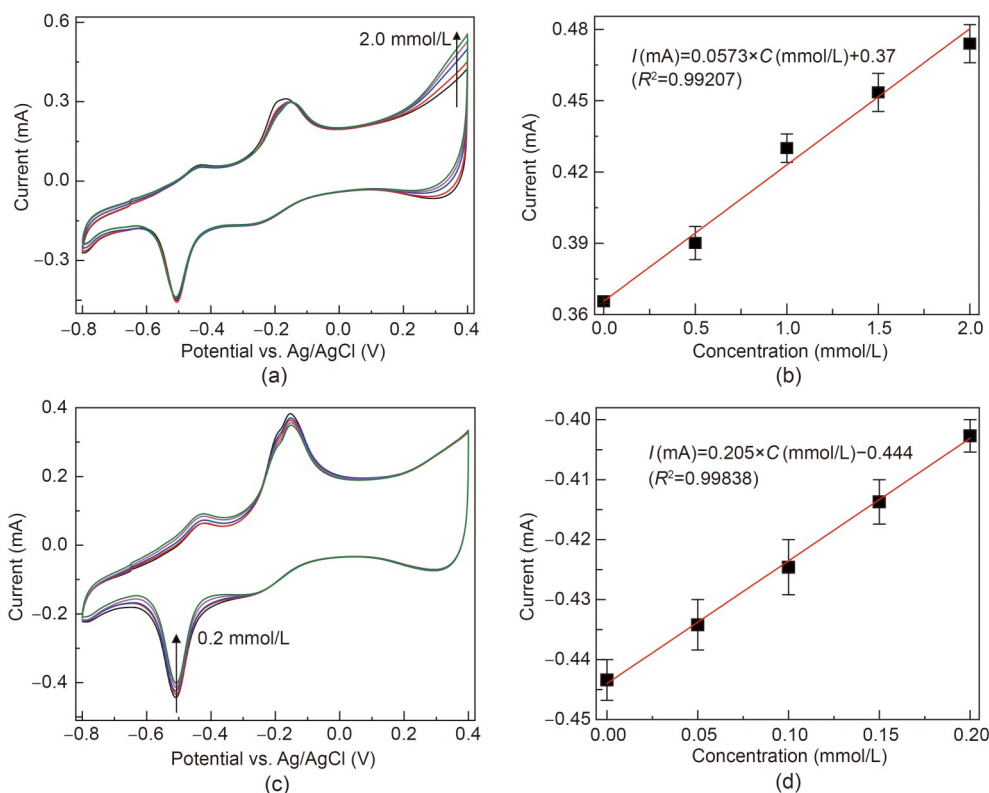 0.6
0.3
0.0
−0.3
Current (mA)
2.0 mmol/L
−0.8 −0.6 −0.4 −0.2 0.0 0.2 0.4
Potential vs. Ag/AgCl (V)
(a)
0.48
0.45
0.42
0.39
0.36
Current (mA)
I (mA)=0.0573×C (mmol/L)+0.37
(R²=0.99207)
0.0 0.5 1.0 1.5 2.0
Concentration (mmol/L)
(b)
0.4
0.2
0.0
−0.2
−0.4
Current (mA)
0.2 mmol/L
−0.8 −0.6 −0.4 −0.2 0.0 0.2 0.4
Potential vs. Ag/AgCl (V)
(c)
−0.40
−0.41
−0.42
−0.43
−0.44
−0.45
Current (mA)
I (mA)=0.205×C (mmol/L)−0.444
(R²=0.99838)
0.00 0.05 0.10 0.15 0.20
Concentration (mmol/L)
(d)